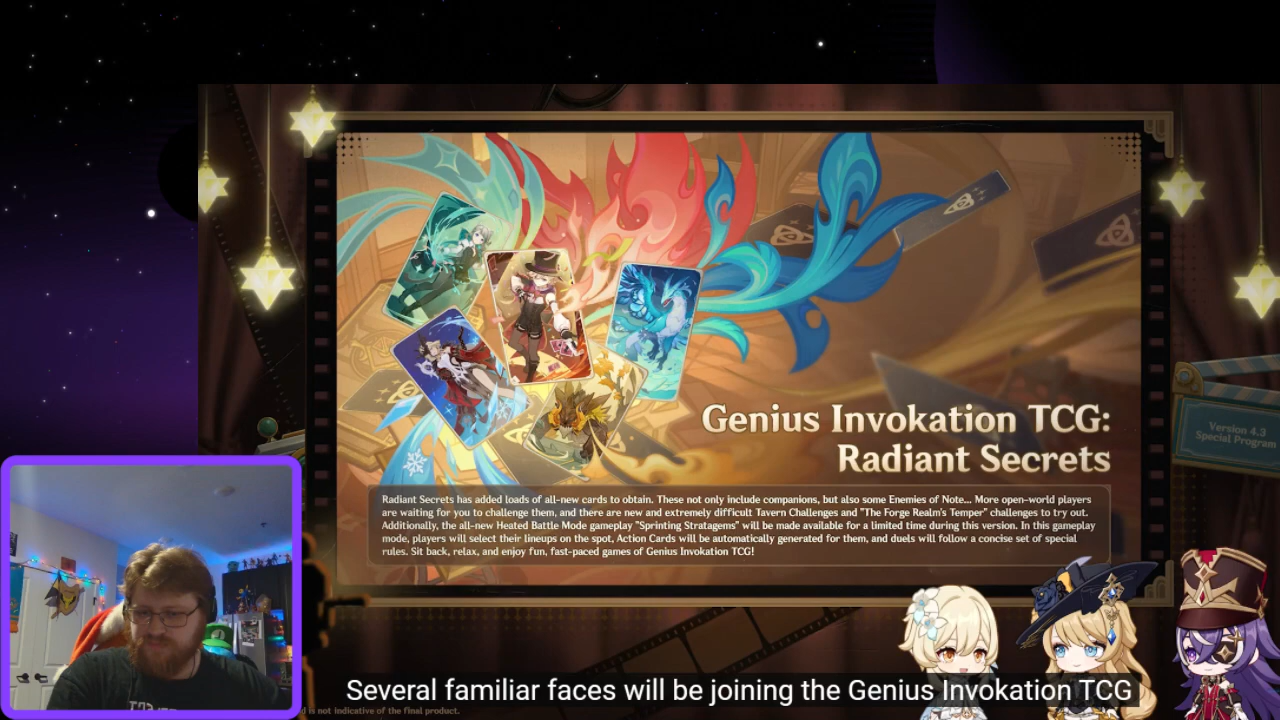 Genius Invokation TCG:
Radiant Secrets
Radiant Secrets has added loads of all-new cards to obtain. These not only include companions, but also some Enemies of Note... More open-world players
are waiting for you to challenge them, and there are new and extremely difficult Tavern Challenges and "The Forge Realm's Temper" challenges to try out.
Additionally, the all-new Heated Battle Mode gameplay "Sprinting Stratagems" will be made available for a limited time during this version. In this gameplay
mode, players will select their lineups on the spot, Action Cards will be automatically generated for them, and duels will follow a concise set of special
rules. Sit back, relax, and enjoy fun, fast-paced games of Genius Invokation TCG!
Version 4.3
Special Program
Several familiar faces will be joining the Genius Invokation TCG
is not indicative of the final product.